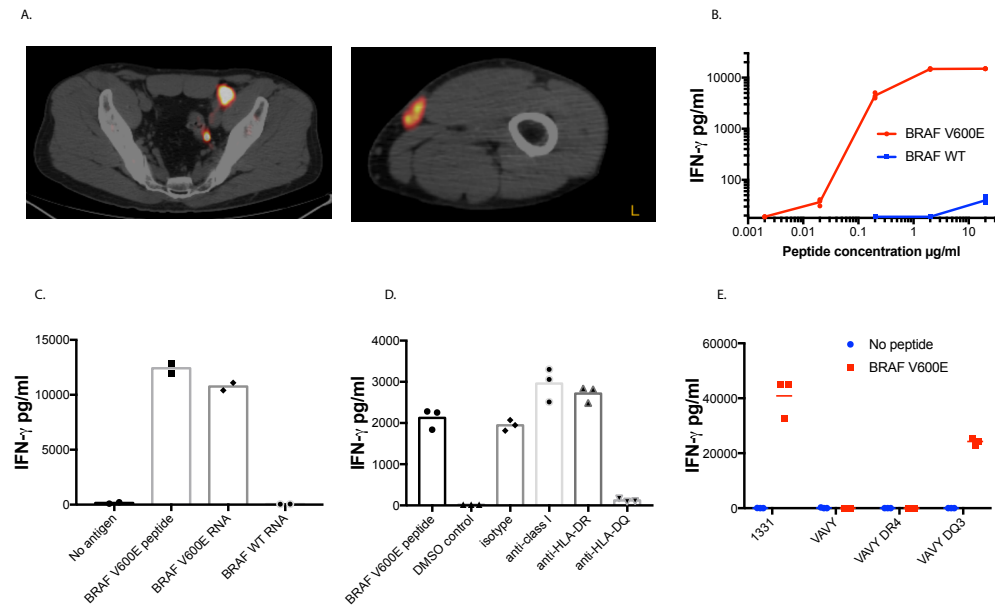 A.
L
B.
IFN-γ pg/ml
10000
1000
100
0.001
0.01
0.1
1
10
Peptide concentration µg/ml
BRAF V600E
BRAF WT
C.
IFN-γ pg/ml
15000
10000
5000
0
No antigen
BRAF V600E peptide
BRAF V600E RNA
BRAF WT RNA
D.
IFN-γ pg/ml
4000
3000
2000
1000
0
BRAF V600E peptide
DMSO control
isotype
anti-class I
anti-HLA-DR
anti-HLA-DQ
E.
No peptide
BRAF V600E
IFN-γ pg/ml
60000
40000
20000
0
1331
VAVY
VAVY DR4
VAVY DQ3